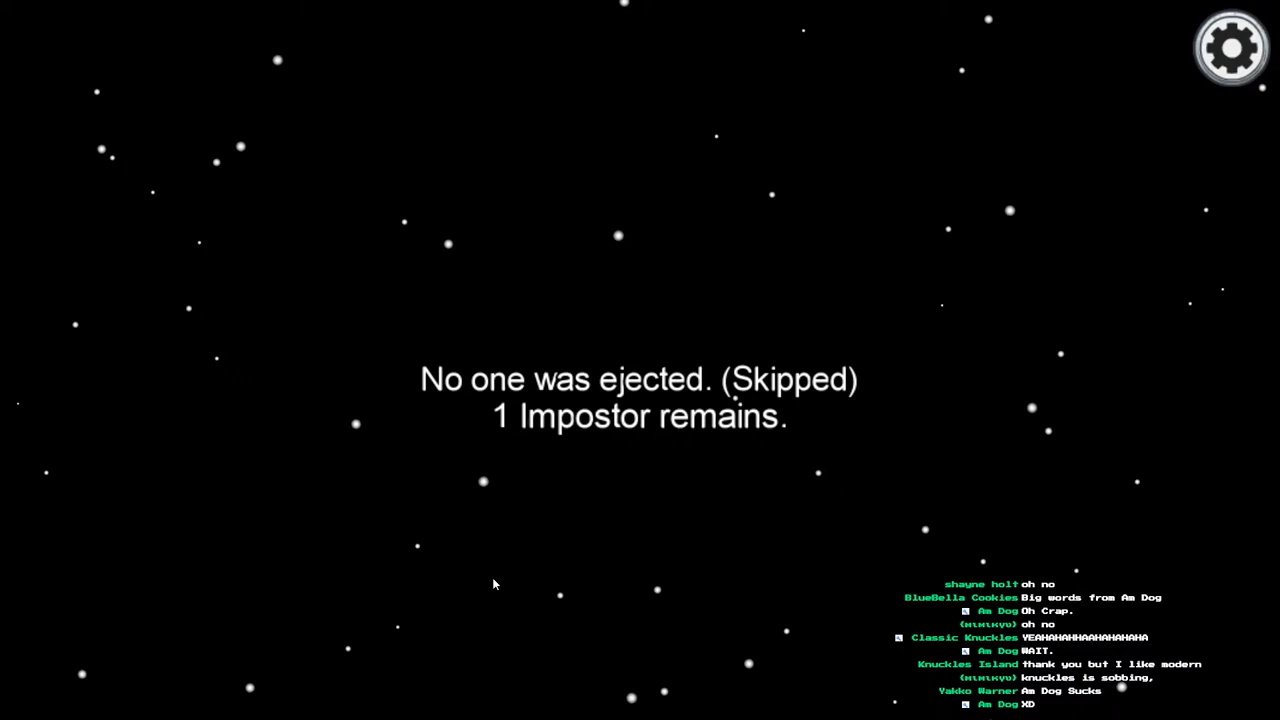 No one was ejected. (Skipped)
1 Impostor remains.
shayne holt oh no
BlueBella Cookies Big words from Am Dog
Am Dog Oh Crap.
(мιмιкуυ) oh no
Classic Knuckles YEAHAHAHHAAHAHAHAHA
Am Dog WAIT.
Knuckles Island thank you but I like modern
(мιмιкуυ) knuckles is sobbing,
Yakko Warner Am Dog Sucks
Am Dog XD